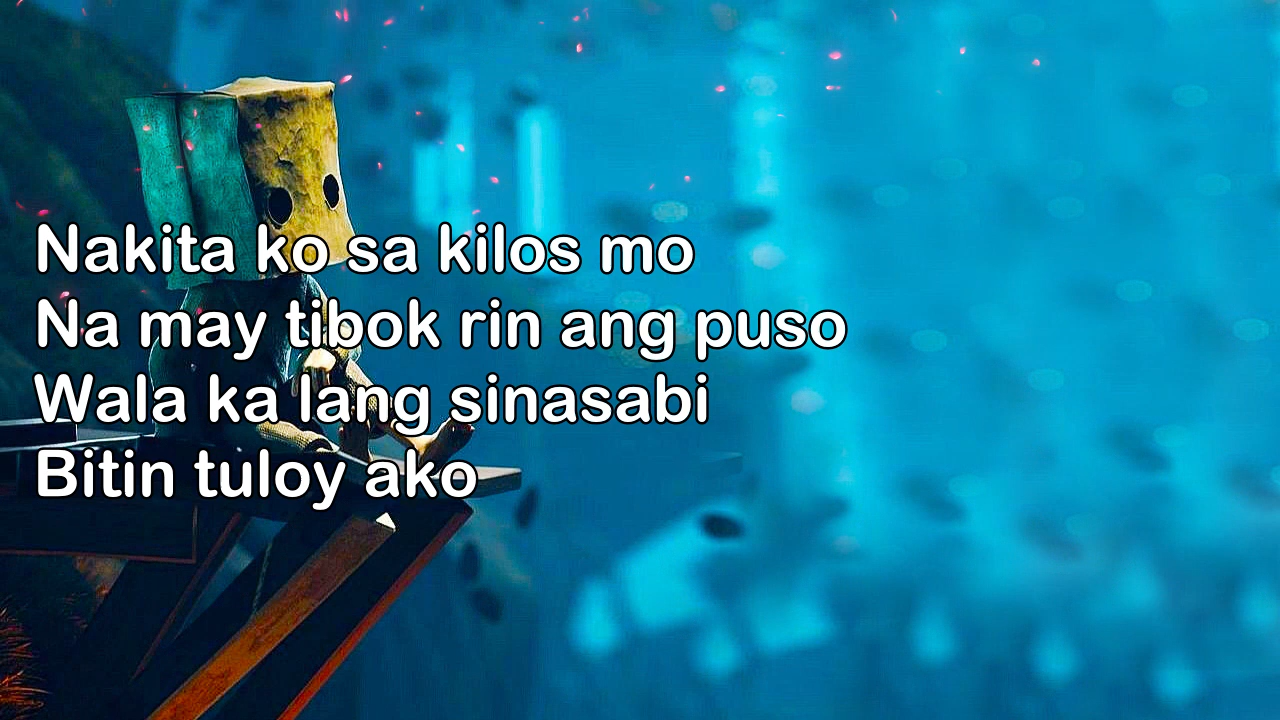 Nakita ko sa kilos mo
Na may tibok rin ang puso
Wala ka lang sinasabi
Bitin tuloy ako